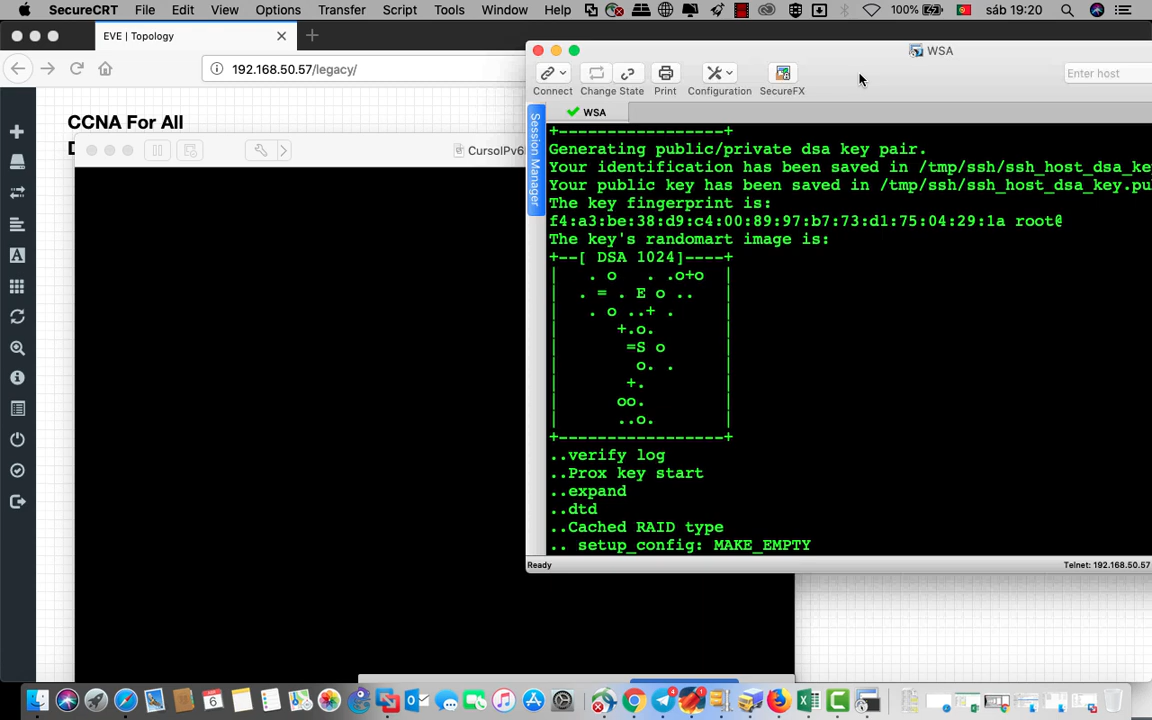 SecureCRT File Edit View Options Transfer Script Tools Window Help 100% sáb 19:20
EVE | Topology
192.168.50.57/legacy/
WSA
Connect Change State Print Configuration SecureFX
Enter host
WSA
Session Manager
CCNA For All
CursoIPv6
+-----------------+
Generating public/private dsa key pair.
Your identification has been saved in /tmp/ssh/ssh_host_dsa_ke
Your public key has been saved in /tmp/ssh/ssh_host_dsa_key.pu
The key fingerprint is:
f4:a3:be:38:d9:c4:00:89:97:b7:73:d1:75:04:29:1a root@
The key's randomart image is:
+--[ DSA 1024]----+
|   . o   . .o+o  |
|  . = . E o ..   |
|   . o ..+ .     |
|      +.o.       |
|       =S o      |
|        o. .     |
|       +.        |
|      oo.        |
|      ..o.       |
+-----------------+
..verify log
..Prox key start
..expand
..dtd
..Cached RAID type
.. setup_config: MAKE_EMPTY
Ready
Telnet: 192.168.50.57